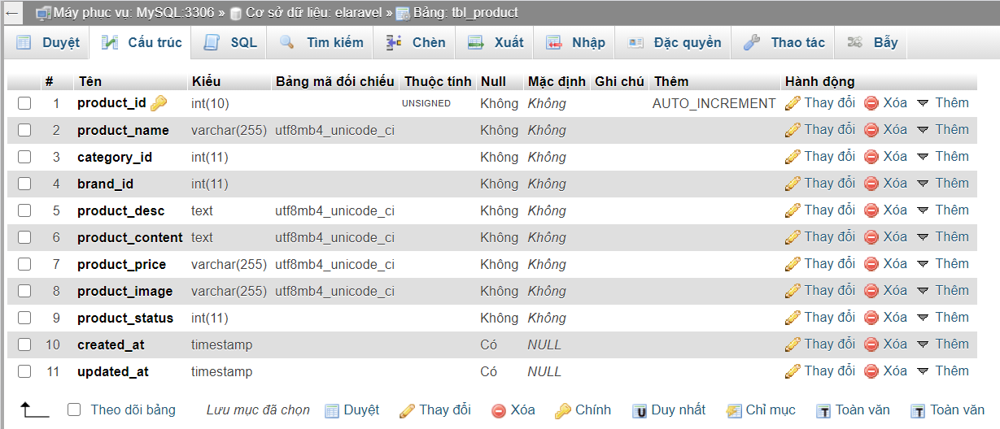 Máy phục vụ: MySQL:3306 » Cơ sở dữ liệu: elaravel » Bảng: tbl_product
Duyệt Cấu trúc SQL Tìm kiếm Chèn Xuất Nhập Đặc quyền Thao tác Bẫy
# Tên Kiểu Bảng mã đối chiếu Thuộc tính Null Mặc định Ghi chú Thêm Hành động
1 product_id int(10) UNSIGNED Không Không AUTO_INCREMENT Thay đổi Xóa Thêm
2 product_name varchar(255) utf8mb4_unicode_ci Không Không Thay đổi Xóa Thêm
3 category_id int(11) Không Không Thay đổi Xóa Thêm
4 brand_id int(11) Không Không Thay đổi Xóa Thêm
5 product_desc text utf8mb4_unicode_ci Không Không Thay đổi Xóa Thêm
6 product_content text utf8mb4_unicode_ci Không Không Thay đổi Xóa Thêm
7 product_price varchar(255) utf8mb4_unicode_ci Không Không Thay đổi Xóa Thêm
8 product_image varchar(255) utf8mb4_unicode_ci Không Không Thay đổi Xóa Thêm
9 product_status int(11) Không Không Thay đổi Xóa Thêm
10 created_at timestamp Có NULL Thay đổi Xóa Thêm
11 updated_at timestamp Có NULL Thay đổi Xóa Thêm
Theo dõi bảng Lưu mục đã chọn Duyệt Thay đổi Xóa Chính Duy nhất Chỉ mục Toàn văn Toàn văn